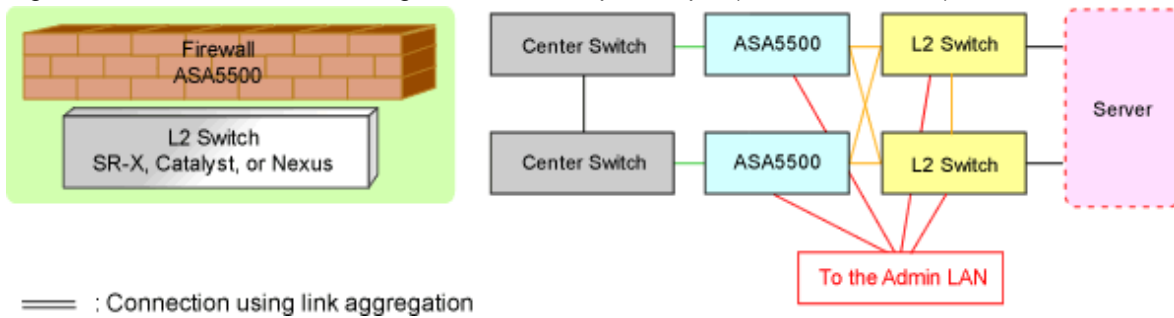 Firewall
ASA5500
L2 Switch
SR-X, Catalyst, or Nexus
Center Switch
ASA5500
L2 Switch
Server
Center Switch
ASA5500
L2 Switch
To the Admin LAN
: Connection using link aggregation